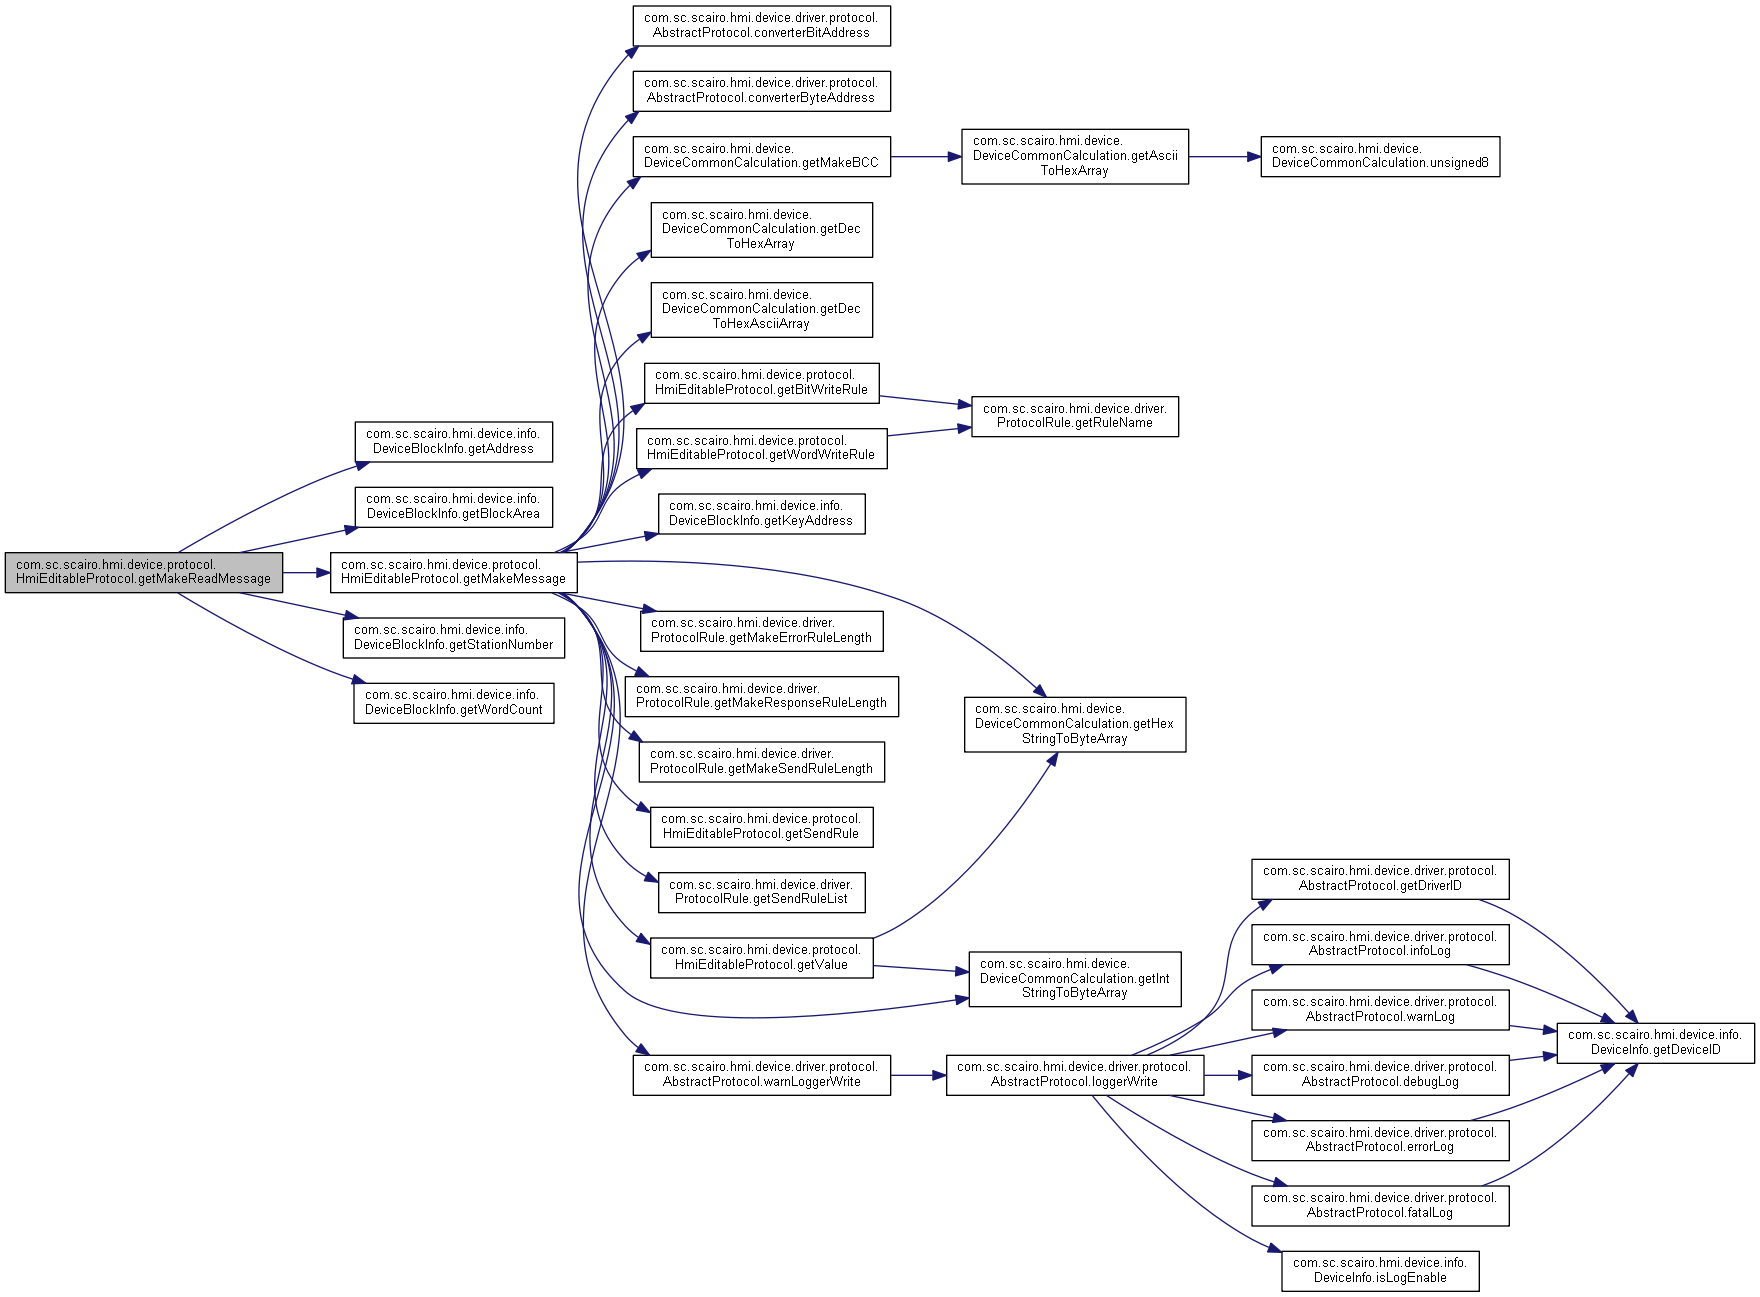 com.sc.scairo.hmi.device.protocol.
HmiEditableProtocol.getMakeReadMessage
com.sc.scairo.hmi.device.info.
DeviceBlockInfo.getAddress
com.sc.scairo.hmi.device.info.
DeviceBlockInfo.getBlockArea
com.sc.scairo.hmi.device.protocol.
HmiEditableProtocol.getMakeMessage
com.sc.scairo.hmi.device.info.
DeviceBlockInfo.getStationNumber
com.sc.scairo.hmi.device.info.
DeviceBlockInfo.getWordCount
com.sc.scairo.hmi.device.driver.protocol.
AbstractProtocol.converterBitAddress
com.sc.scairo.hmi.device.driver.protocol.
AbstractProtocol.converterByteAddress
com.sc.scairo.hmi.device.
DeviceCommonCalculation.getMakeBCC
com.sc.scairo.hmi.device.
DeviceCommonCalculation.getDec
ToHexArray
com.sc.scairo.hmi.device.
DeviceCommonCalculation.getDec
ToHexAsciiArray
com.sc.scairo.hmi.device.protocol.
HmiEditableProtocol.getBitWriteRule
com.sc.scairo.hmi.device.protocol.
HmiEditableProtocol.getWordWriteRule
com.sc.scairo.hmi.device.info.
DeviceBlockInfo.getKeyAddress
com.sc.scairo.hmi.device.driver.
ProtocolRule.getMakeErrorRuleLength
com.sc.scairo.hmi.device.driver.
ProtocolRule.getMakeResponseRuleLength
com.sc.scairo.hmi.device.driver.
ProtocolRule.getMakeSendRuleLength
com.sc.scairo.hmi.device.protocol.
HmiEditableProtocol.getSendRule
com.sc.scairo.hmi.device.driver.
ProtocolRule.getSendRuleList
com.sc.scairo.hmi.device.protocol.
HmiEditableProtocol.getValue
com.sc.scairo.hmi.device.driver.protocol.
AbstractProtocol.warnLoggerWrite
com.sc.scairo.hmi.device.
DeviceCommonCalculation.getAscii
ToHexArray
com.sc.scairo.hmi.device.driver.
ProtocolRule.getRuleName
com.sc.scairo.hmi.device.
DeviceCommonCalculation.getHex
StringToByteArray
com.sc.scairo.hmi.device.
DeviceCommonCalculation.getInt
StringToByteArray
com.sc.scairo.hmi.device.driver.protocol.
AbstractProtocol.loggerWrite
com.sc.scairo.hmi.device.
DeviceCommonCalculation.unsigned8
com.sc.scairo.hmi.device.driver.protocol.
AbstractProtocol.getDriverID
com.sc.scairo.hmi.device.driver.protocol.
AbstractProtocol.infoLog
com.sc.scairo.hmi.device.driver.protocol.
AbstractProtocol.warnLog
com.sc.scairo.hmi.device.driver.protocol.
AbstractProtocol.debugLog
com.sc.scairo.hmi.device.driver.protocol.
AbstractProtocol.errorLog
com.sc.scairo.hmi.device.driver.protocol.
AbstractProtocol.fatalLog
com.sc.scairo.hmi.device.info.
DeviceInfo.isLogEnable
com.sc.scairo.hmi.device.info.
DeviceInfo.getDeviceID